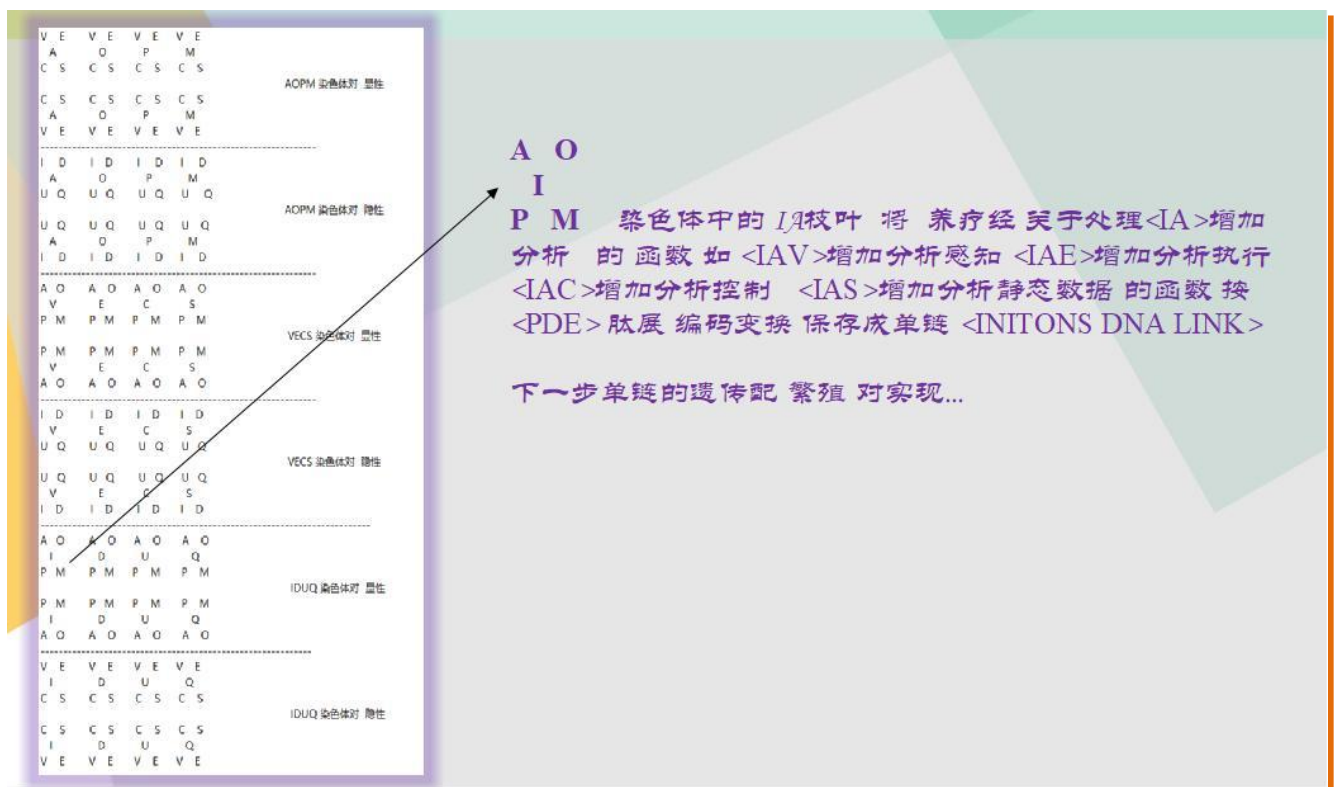 V E V E V E V E
A O P M
C S C S C S C S
AOPM 染色体对 显性
C S C S C S C S
A O P M
V E V E V E V E
I D I D I D I D
A O P M
U Q U Q U Q U Q
AOPM 染色体对 隐性
U Q U Q U Q U Q
A O P M
I D I D I D I D
A O A O A O A O
V E C S
P M P M P M P M
VECS 染色体对 显性
P M P M P M P M
V E C S
A O A O A O A O
I D I D I D I D
V E C S
U Q U Q U Q U Q
VECS 染色体对 隐性
U Q U Q U Q U Q
V E C S
I D I D I D I D
A O A O A O A O
I D U Q
P M P M P M P M
IDUQ 染色体对 显性
P M P M P M P M
I D U Q
A O A O A O A O
V E V E V E V E
I D U Q
C S C S C S C S
IDUQ 染色体对 隐性
C S C S C S C S
I D U Q
V E V E V E V E
A O
I
P M 染色体中的 IA枝叶 将 养疗经 关于处理<IA>增加
分析 的 函数 如 <IAV>增加分析感知 <IAE>增加分析执行
<IAC>增加分析控制 <IAS>增加分析静态数据 的函数 按
<PDE> 肽展 编码变换 保存成单链 <INITONS DNA LINK>
下一步单链的遗传配 繁殖 对实现...